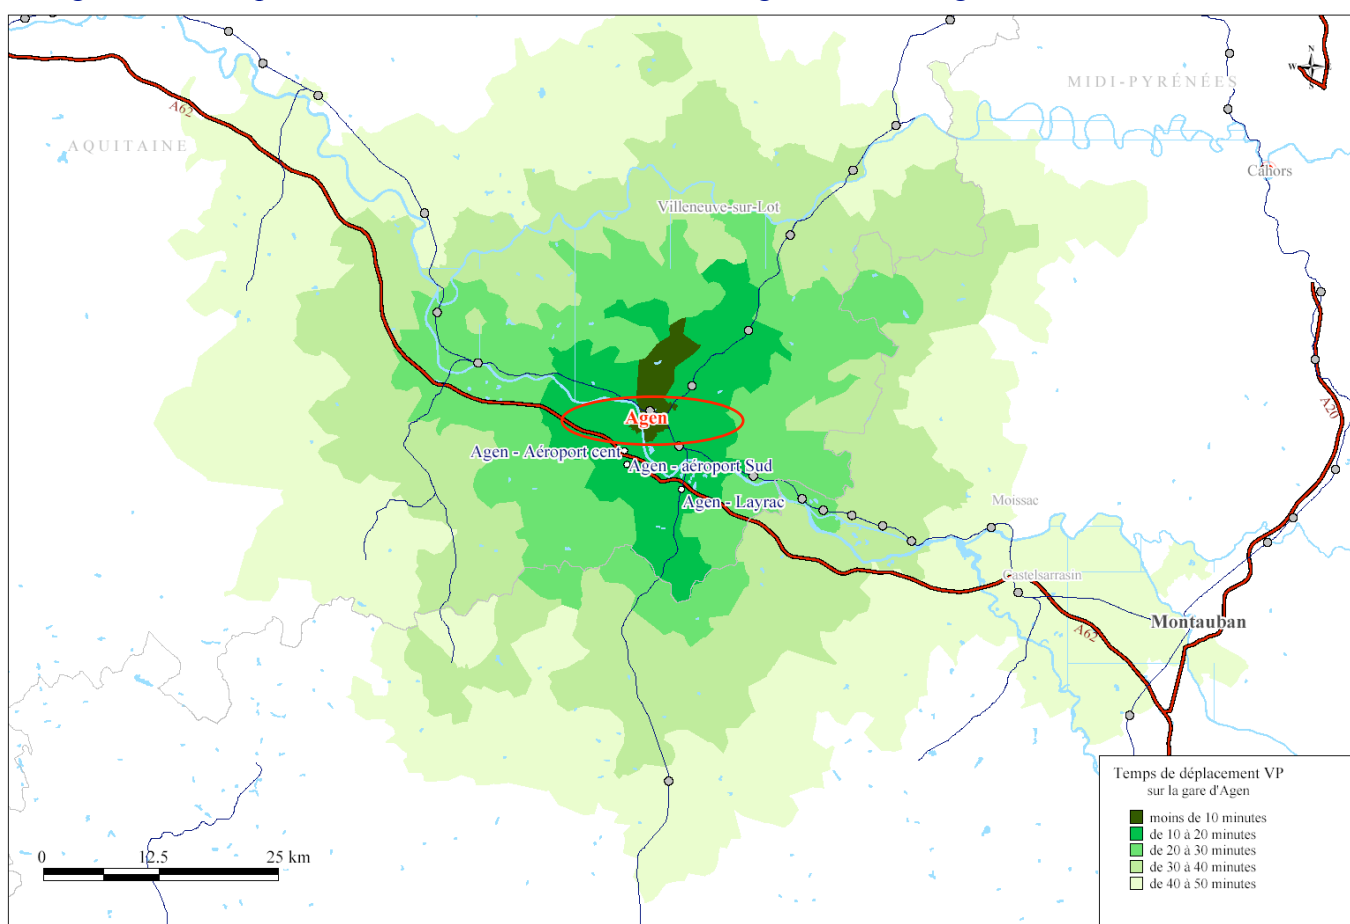 N
W E
S
MIDI-PYRÉNÉES
A62
AQUITAINE
Cahors
Villeneuve-sur-Lot
A20
Agen
Agen - Aéroport cent
Agen - aéroport Sud
Agen - Layrac
Moissac
Castelsarrasin
Montauban
A62
Temps de déplacement VP
sur la gare d'Agen
moins de 10 minutes
de 10 à 20 minutes
de 20 à 30 minutes
de 30 à 40 minutes
de 40 à 50 minutes
0 12.5 25 km